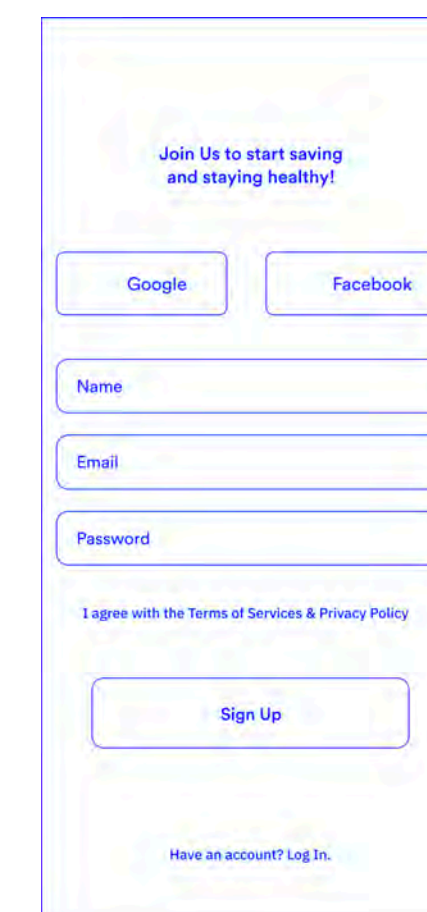 Join Us to start saving
and staying healthy!
Google
Facebook
Name
Email
Password
I agree with the Terms of Services & Privacy Policy
Sign Up
Have an account? Log In.